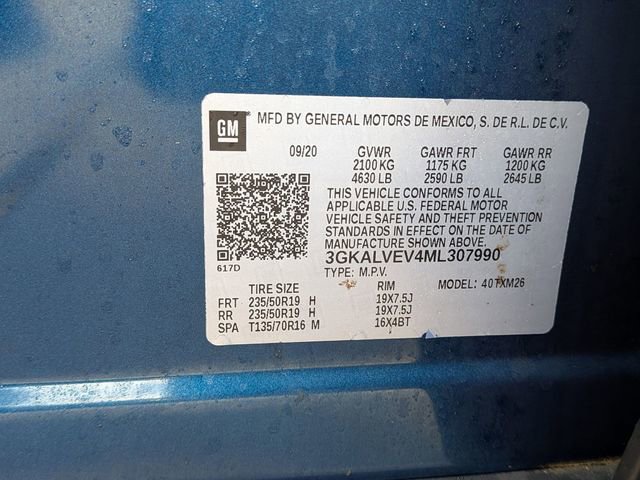 GM MFD BY GENERAL MOTORS DE MEXICO, S. DE R.L. DE C.V.
09/20 GVWR GAWR FRT GAWR RR
2100 KG 1175 KG 1200 KG
4630 LB 2590 LB 2645 LB
THIS VEHICLE CONFORMS TO ALL
APPLICABLE U.S. FEDERAL MOTOR
VEHICLE SAFETY AND THEFT PREVENTION
STANDARDS IN EFFECT ON THE DATE OF
MANUFACTURE SHOWN ABOVE.
3GKALVEV4ML307990
617D
TYPE: M.P.V.
TIRE SIZE RIM MODEL: 40TXM26
FRT 235/50R19 H 19X7.5J
RR 235/50R19 H 19X7.5J
SPA T135/70R16 M 16X4BT